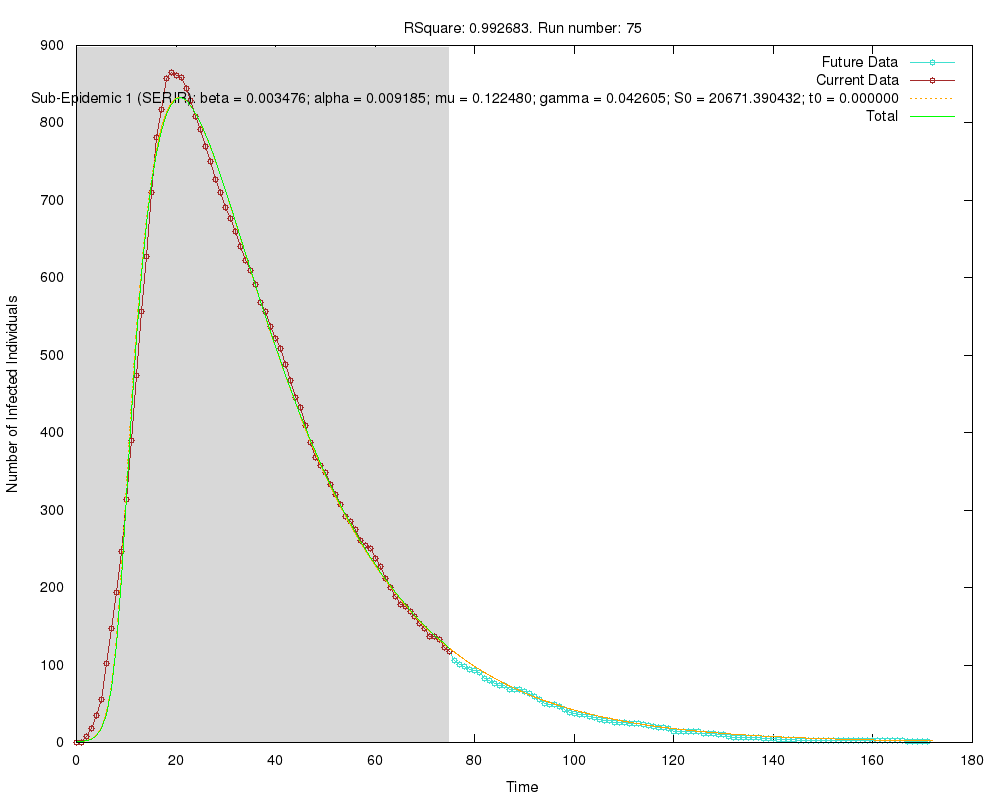 RSquare: 0.992683. Run number: 75
900
800
700
600
500
400
300
200
100
0
Number of Infected Individuals
Future Data
Current Data
Sub-Epidemic 1 (SERIR): beta = 0.003476; alpha = 0.009185; mu = 0.122480; gamma = 0.042605; S0 = 20671.390432; t0 = 0.000000
Total
0 20 40 60 80 100 120 140 160 180
Time